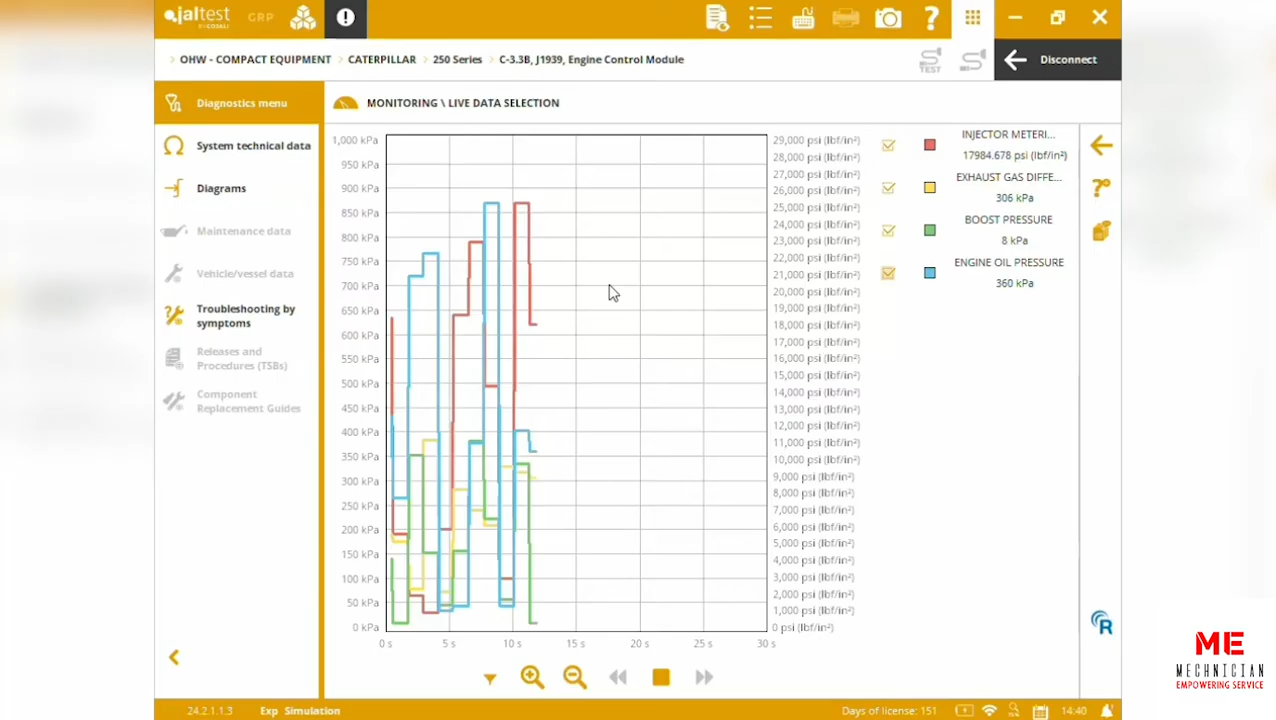 jaltest
BY COJALI
GRP
OHW - COMPACT EQUIPMENT
CATERPILLAR
250 Series
C-3.3B, J1939, Engine Control Module
TEST
Disconnect
Diagnostics menu
System technical data
Diagrams
Maintenance data
Vehicle/vessel data
Troubleshooting by
symptoms
Releases and
Procedures (TSBs)
Component
Replacement Guides
MONITORING \ LIVE DATA SELECTION
1,000 kPa
950 kPa
900 kPa
850 kPa
800 kPa
750 kPa
700 kPa
650 kPa
600 kPa
550 kPa
500 kPa
450 kPa
400 kPa
350 kPa
300 kPa
250 kPa
200 kPa
150 kPa
100 kPa
50 kPa
0 kPa
0 s
5 s
10 s
15 s
20 s
25 s
30 s
29,000 psi (lbf/in²)
28,000 psi (lbf/in²)
27,000 psi (lbf/in²)
26,000 psi (lbf/in²)
25,000 psi (lbf/in²)
24,000 psi (lbf/in²)
23,000 psi (lbf/in²)
22,000 psi (lbf/in²)
21,000 psi (lbf/in²)
20,000 psi (lbf/in²)
19,000 psi (lbf/in²)
18,000 psi (lbf/in²)
17,000 psi (lbf/in²)
16,000 psi (lbf/in²)
15,000 psi (lbf/in²)
14,000 psi (lbf/in²)
13,000 psi (lbf/in²)
12,000 psi (lbf/in²)
11,000 psi (lbf/in²)
10,000 psi (lbf/in²)
9,000 psi (lbf/in²)
8,000 psi (lbf/in²)
7,000 psi (lbf/in²)
6,000 psi (lbf/in²)
5,000 psi (lbf/in²)
4,000 psi (lbf/in²)
3,000 psi (lbf/in²)
2,000 psi (lbf/in²)
1,000 psi (lbf/in²)
0 psi (lbf/in²)
INJECTOR METERI...
17984.678 psi (lbf/in²)
EXHAUST GAS DIFFE...
306 kPa
BOOST PRESSURE
8 kPa
ENGINE OIL PRESSURE
360 kPa
R
ME
MECHNICIAN
EMPOWERING SERVICE
24.2.1.1.3
Exp Simulation
Days of license: 151
14:40